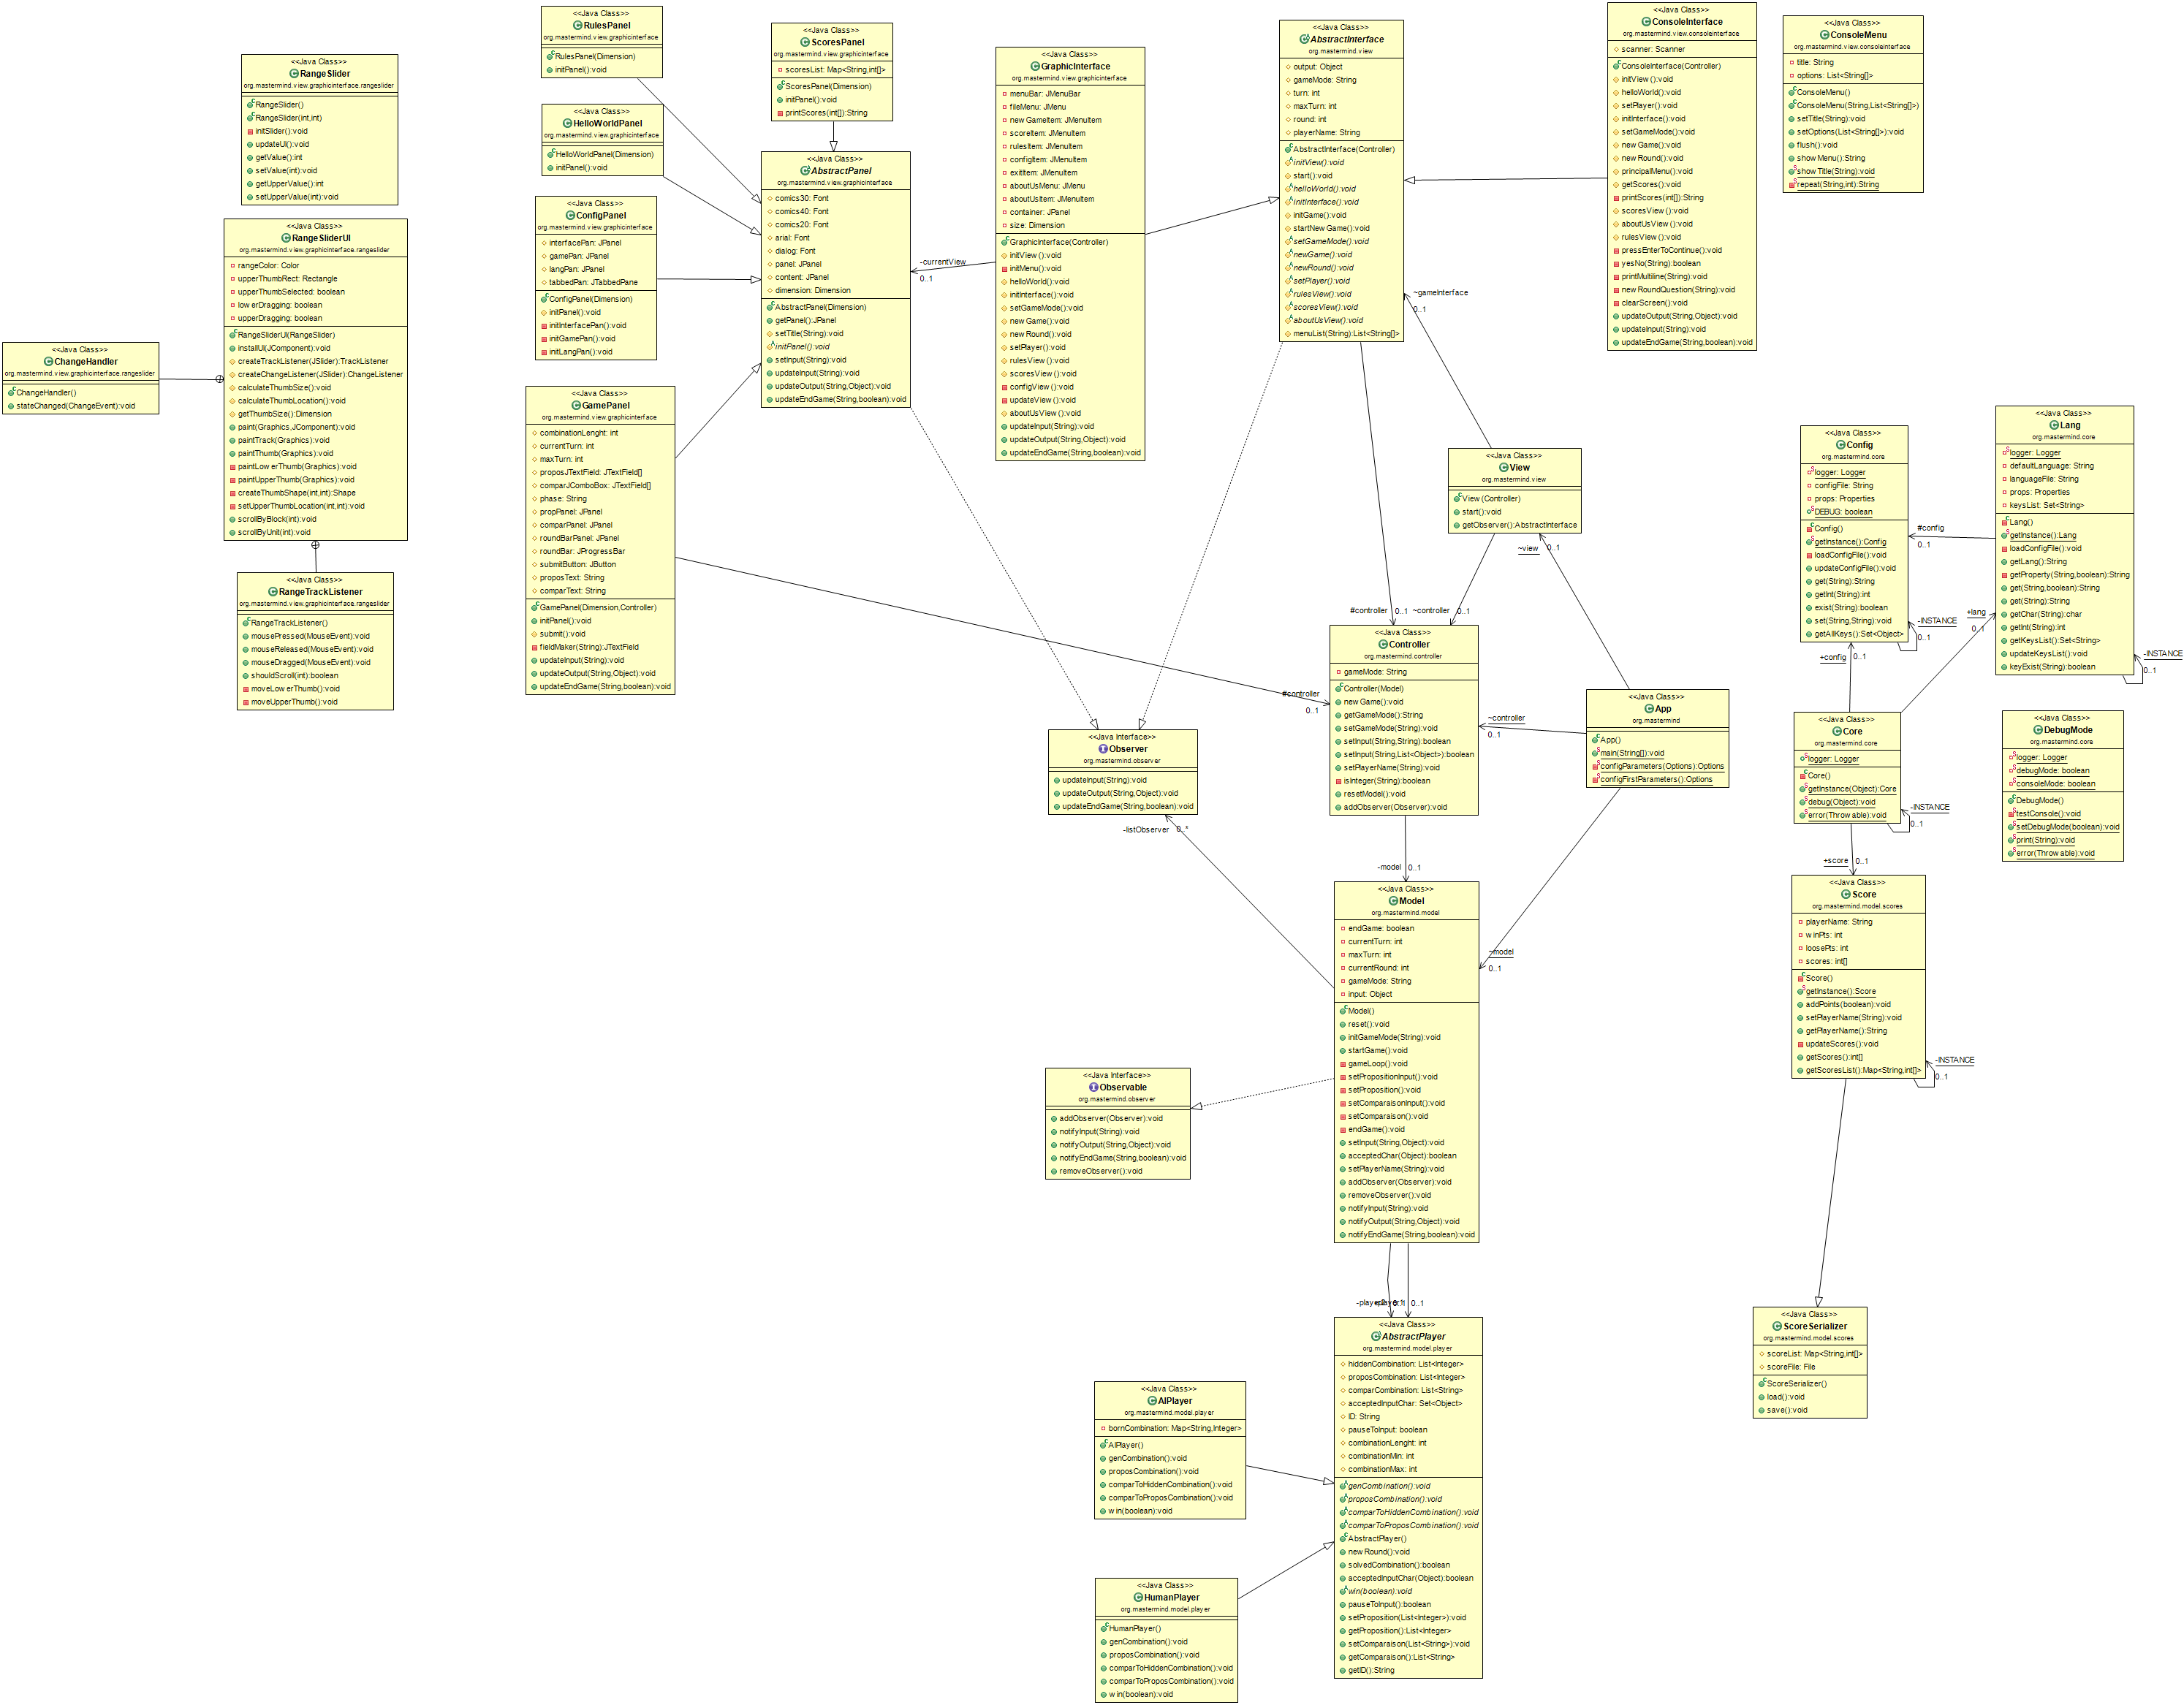 <<Java Class>>
RangeSlider
org.mastermind.view.graphicinterface.rangeslider
RangeSlider()
RangeSlider(int,int)
initSlider():void
updateUI():void
getValue():int
setValue(int):void
getUpperValue():int
setUpperValue(int):void
<<Java Class>>
RangeSliderUI
org.mastermind.view.graphicinterface.rangeslider
rangeColor: Color
upperThumbRect: Rectangle
upperThumbSelected: boolean
lowerDragging: boolean
upperDragging: boolean
RangeSliderUI(RangeSlider)
installUI(JComponent):void
createTrackListener(JSlider):TrackListener
createChangeListener(JSlider):ChangeListener
calculateThumbSize():void
calculateThumbLocation():void
getThumbSize():Dimension
paint(Graphics,JComponent):void
paintTrack(Graphics):void
paintThumb(Graphics):void
paintLowerThumb(Graphics):void
paintUpperThumb(Graphics):void
createThumbShape(int,int):Shape
setUpperThumbLocation(int,int):void
scrollByBlock(int):void
scrollByUnit(int):void
<<Java Class>>
ChangeHandler
org.mastermind.view.graphicinterface.rangeslider
ChangeHandler()
stateChanged(ChangeEvent):void
<<Java Class>>
RangeTrackListener
org.mastermind.view.graphicinterface.rangeslider
RangeTrackListener()
mousePressed(MouseEvent):void
mouseReleased(MouseEvent):void
mouseDragged(MouseEvent):void
shouldScroll(int):boolean
moveLowerThumb():void
moveUpperThumb():void
<<Java Class>>
RulesPanel
org.mastermind.view.graphicinterface
RulesPanel(Dimension)
initPanel():void
<<Java Class>>
HelloWorldPanel
org.mastermind.view.graphicinterface
HelloWorldPanel(Dimension)
initPanel():void
<<Java Class>>
ConfigPanel
org.mastermind.view.graphicinterface
interfacePan: JPanel
gamePan: JPanel
langPan: JPanel
tabbedPan: JTabbedPane
ConfigPanel(Dimension)
initPanel():void
initInterfacePan():void
initGamePan():void
initLangPan():void
<<Java Class>>
GamePanel
org.mastermind.view.graphicinterface
combinationLenght: int
currentTurn: int
maxTurn: int
proposJTextField: JTextField[]
comparJComboBox: JTextField[]
phase: String
propPanel: JPanel
comparPanel: JPanel
roundBarPanel: JPanel
roundBar: JProgressBar
submitButton: JButton
proposText: String
comparText: String
GamePanel(Dimension,Controller)
initPanel():void
submit():void
fieldMaker(String):JTextField
updateInput(String):void
updateOutput(String,Object):void
updateEndGame(String,boolean):void
<<Java Class>>
ScoresPanel
org.mastermind.view.graphicinterface
scoresList: Map<String,int[]>
ScoresPanel(Dimension)
initPanel():void
printScores(int[]):String
<<Java Class>>
AbstractPanel
org.mastermind.view.graphicinterface
comics30: Font
comics40: Font
comics20: Font
arial: Font
dialog: Font
panel: JPanel
content: JPanel
dimension: Dimension
AbstractPanel(Dimension)
getPanel():JPanel
setTitle(String):void
initPanel():void
setInput(String):void
updateInput(String):void
updateOutput(String,Object):void
updateEndGame(String,boolean):void
-currentView
0..1
<<Java Class>>
GraphicInterface
org.mastermind.view.graphicinterface
menuBar: JMenuBar
fileMenu: JMenu
newGameItem: JMenuItem
scoreItem: JMenuItem
rulesItem: JMenuItem
configItem: JMenuItem
exitItem: JMenuItem
aboutUsMenu: JMenu
aboutUsItem: JMenuItem
container: JPanel
size: Dimension
GraphicInterface(Controller)
initView():void
initMenu():void
helloWorld():void
initInterface():void
setGameMode():void
newGame():void
newRound():void
setPlayer():void
rulesView():void
scoresView():void
configView():void
updateView():void
aboutUsView():void
updateInput(String):void
updateOutput(String,Object):void
updateEndGame(String,boolean):void
<<Java Class>>
AbstractInterface
org.mastermind.view
output: Object
gameMode: String
turn: int
maxTurn: int
round: int
playerName: String
AbstractInterface(Controller)
initView():void
start():void
helloWorld():void
initInterface():void
initGame():void
startNewGame():void
setGameMode():void
newGame():void
newRound():void
setPlayer():void
rulesView():void
scoresView():void
aboutUsView():void
menuList(String):List<String[]>
~gameInterface
0..1
<<Java Class>>
ConsoleInterface
org.mastermind.view.consoleinterface
scanner: Scanner
ConsoleInterface(Controller)
initView():void
helloWorld():void
setPlayer():void
initInterface():void
setGameMode():void
newGame():void
newRound():void
principalMenu():void
getScores():void
printScores(int[]):String
scoresView():void
aboutUsView():void
rulesView():void
pressEnterToContinue():void
yesNo(String):boolean
printMultiline(String):void
newRoundQuestion(String):void
clearScreen():void
updateOutput(String,Object):void
updateInput(String):void
updateEndGame(String,boolean):void
<<Java Class>>
ConsoleMenu
org.mastermind.view.consoleinterface
title: String
options: List<String[]>
ConsoleMenu()
ConsoleMenu(String,List<String[]>)
setTitle(String):void
setOptions(List<String[]>):void
flush():void
showMenu():String
showTitle(String):void
repeat(String,int):String
<<Java Class>>
View
org.mastermind.view
View(Controller)
start():void
getObserver():AbstractInterface
~view
0..1
#controller
0..1
~controller
0..1
<<Java Class>>
Controller
org.mastermind.controller
gameMode: String
Controller(Model)
newGame():void
getGameMode():String
setGameMode(String):void
setInput(String,String):boolean
setInput(String,List<Object>):boolean
setPlayerName(String):void
isInteger(String):boolean
resetModel():void
addObserver(Observer):void
#controller
0..1
~controller
0..1
<<Java Class>>
App
org.mastermind
App()
main(String[]):void
configParameters(Options):Options
configFirstParameters():Options
<<Java Interface>>
Observer
org.mastermind.observer
updateInput(String):void
updateOutput(String,Object):void
updateEndGame(String,boolean):void
-listObserver
0..*
-model
0..1
<<Java Class>>
Model
org.mastermind.model
endGame: boolean
currentTurn: int
maxTurn: int
currentRound: int
gameMode: String
input: Object
Model()
reset():void
initGameMode(String):void
startGame():void
gameLoop():void
setPropositionInput():void
setProposition():void
setComparaisonInput():void
setComparaison():void
endGame():void
setInput(String,Object):void
acceptedChar(Object):boolean
setPlayerName(String):void
addObserver(Observer):void
removeObserver():void
notifyInput(String):void
notifyOutput(String,Object):void
notifyEndGame(String,boolean):void
~model
0..1
<<Java Interface>>
Observable
org.mastermind.observer
addObserver(Observer):void
notifyInput(String):void
notifyOutput(String,Object):void
notifyEndGame(String,boolean):void
removeObserver():void
0..1
<<Java Class>>
AbstractPlayer
org.mastermind.model.player
hiddenCombination: List<Integer>
proposCombination: List<Integer>
comparCombination: List<String>
acceptedInputChar: Set<Object>
ID: String
pauseToInput: boolean
combinationLenght: int
combinationMin: int
combinationMax: int
genCombination():void
proposCombination():void
comparToHiddenCombination():void
comparToProposCombination():void
AbstractPlayer()
newRound():void
solvedCombination():boolean
acceptedInputChar(Object):boolean
win(boolean):void
pauseToInput():boolean
setProposition(List<Integer>):void
getProposition():List<Integer>
setComparaison(List<String>):void
getComparaison():List<String>
getID():String
<<Java Class>>
AIPlayer
org.mastermind.model.player
bornCombination: Map<String,Integer>
AIPlayer()
genCombination():void
proposCombination():void
comparToHiddenCombination():void
comparToProposCombination():void
win(boolean):void
<<Java Class>>
HumanPlayer
org.mastermind.model.player
HumanPlayer()
genCombination():void
proposCombination():void
comparToHiddenCombination():void
comparToProposCombination():void
win(boolean):void
<<Java Class>>
Config
org.mastermind.core
logger: Logger
configFile: String
props: Properties
DEBUG: boolean
Config()
getInstance():Config
loadConfigFile():void
updateConfigFile():void
get(String):String
getInt(String):int
exist(String):boolean
set(String,String):void
getAllKeys():Set<Object>
-INSTANCE
0..1
#config
0..1
<<Java Class>>
Lang
org.mastermind.core
logger: Logger
defaultLanguage: String
languageFile: String
props: Properties
keysList: Set<String>
Lang()
getInstance():Lang
loadConfigFile():void
getLang():String
getProperty(String,boolean):String
get(String,boolean):String
get(String):String
getChar(String):char
getInt(String):int
getKeysList():Set<String>
updateKeysList():void
keyExist(String):boolean
-INSTANCE
0..1
+lang
0..1
+config
0..1
<<Java Class>>
Core
org.mastermind.core
logger: Logger
Core()
getInstance(Object):Core
debug(Object):void
error(Throwable):void
-INSTANCE
0..1
<<Java Class>>
DebugMode
org.mastermind.core
logger: Logger
debugMode: boolean
consoleMode: boolean
DebugMode()
testConsole():void
setDebugMode(boolean):void
print(String):void
error(Throwable):void
+score
0..1
<<Java Class>>
Score
org.mastermind.model.scores
playerName: String
winPts: int
loosePts: int
scores: int[]
Score()
getInstance():Score
addPoints(boolean):void
setPlayerName(String):void
getPlayerName():String
updateScores():void
getScores():int[]
getScoresList():Map<String,int[]>
-INSTANCE
0..1
<<Java Class>>
ScoreSerializer
org.mastermind.model.scores
scoreList: Map<String,int[]>
scoreFile: File
ScoreSerializer()
load():void
save():void